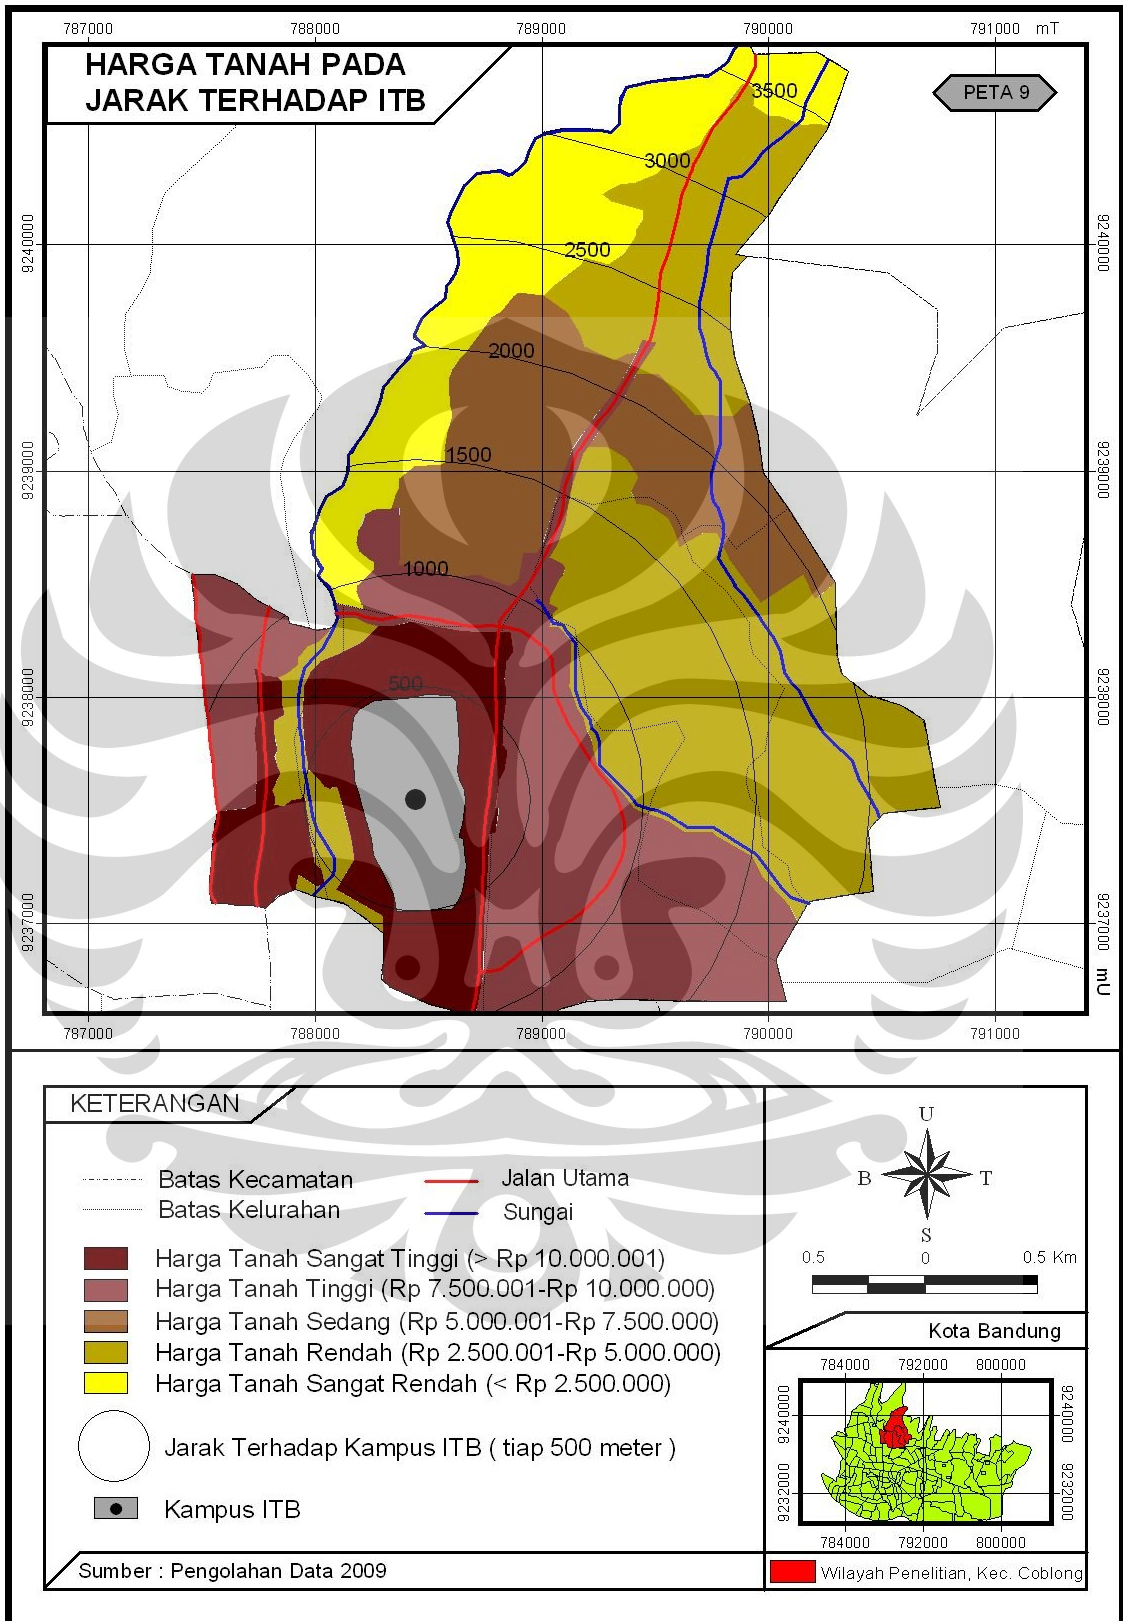 787000 788000 789000 790000 791000 mT
HARGA TANAH PADA
JARAK TERHADAP ITB
PETA 9
3500
3000
9240000
9240000
2500
2000
1500
9239000
9239000
1000
500
9238000
9238000
9237000
9237000
mU
787000 788000 789000 790000 791000
KETERANGAN
Batas Kecamatan
Jalan Utama
Batas Kelurahan
Sungai
Harga Tanah Sangat Tinggi (> Rp 10.000.001)
Harga Tanah Tinggi (Rp 7.500.001-Rp 10.000.000)
Harga Tanah Sedang (Rp 5.000.001-Rp 7.500.000)
Harga Tanah Rendah (Rp 2.500.001-Rp 5.000.000)
Harga Tanah Sangat Rendah (< Rp 2.500.000)
Jarak Terhadap Kampus ITB ( tiap 500 meter )
Kampus ITB
Sumber : Pengolahan Data 2009
U
B
T
S
0.5 0 0.5 Km
Kota Bandung
784000 792000 800000
9240000
9240000
9232000
9232000
784000 792000 800000
Wilayah Penelitian, Kec. Coblong